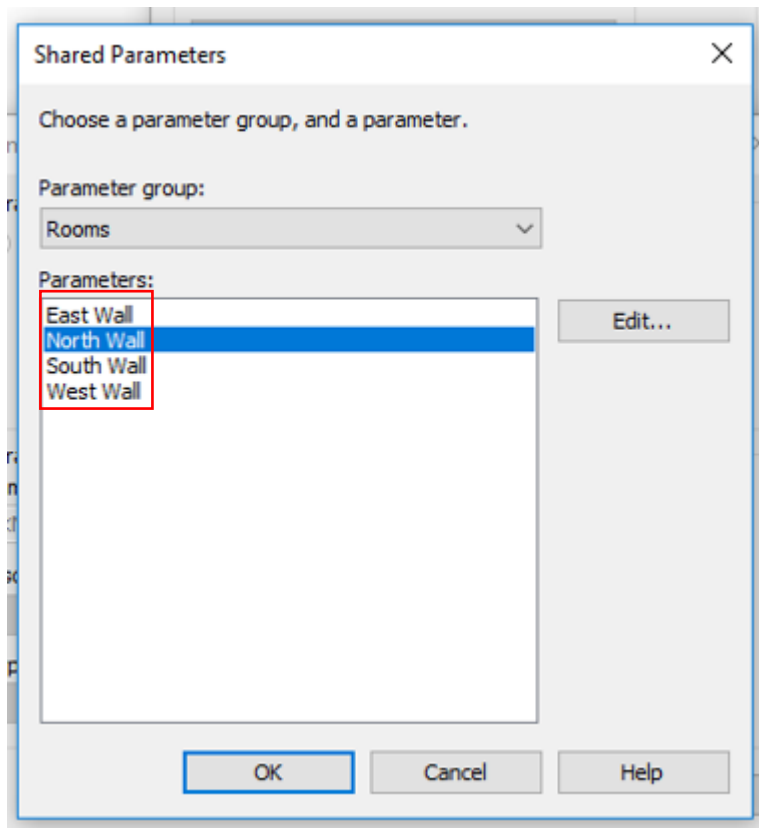 Shared Parameters
Choose a parameter group, and a parameter.
Parameter group:
Rooms
Parameters:
East Wall
North Wall
South Wall
West Wall
Edit...
OK
Cancel
Help